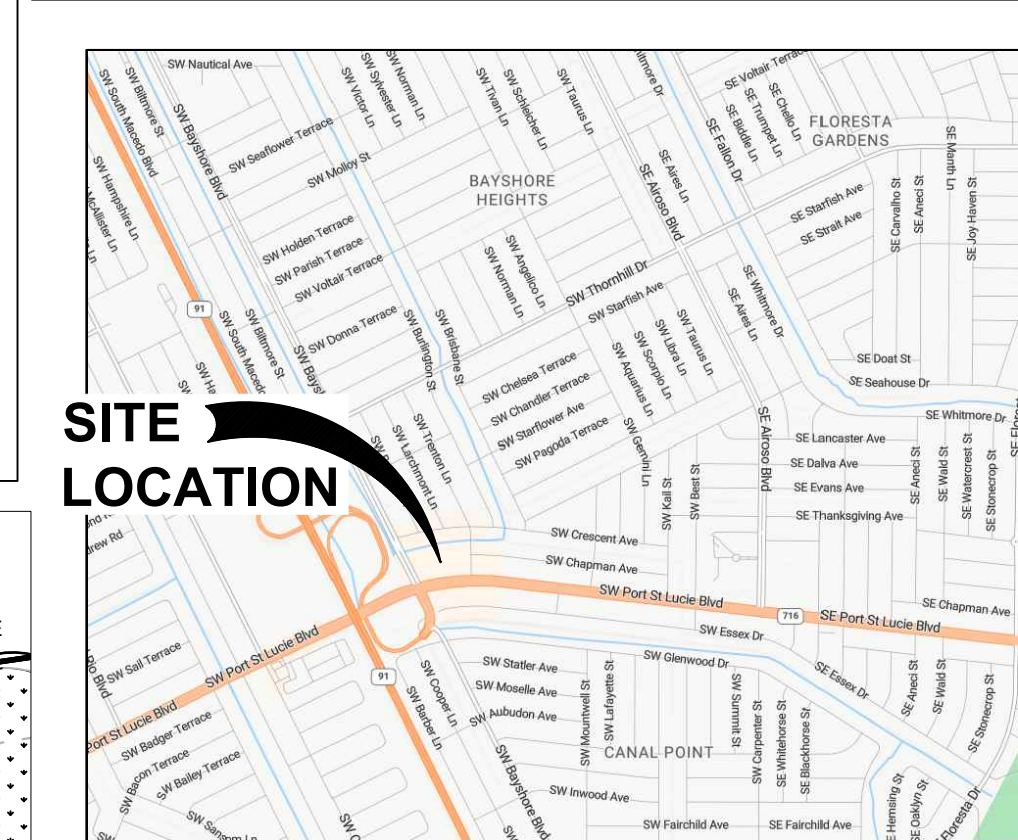 SW Nautical Ave
SW South Macedo Blvd
SW Biltmore St
SW Bayshore Blvd
SW Victor Ln
SW Sylvester Ln
SW Norman Ln
SW Tivan Ln
SW Schleicher Ln
SW Taurus Ln
SE Voltair Terrace
SE Biddle Ln
SE Trumpet Ln
SE Chello Ln
FLORESTA
GARDENS
SE Manth Ln
SE Fallon Dr
SW Seaflower Terrace
SW Molloy St
BAYSHORE
HEIGHTS
SE Aires Ln
SE Airoso Blvd
SW Hampshire Ln
McAllister Ln
SE Starfish Ave
SE Strait Ave
SE Carvalho St
SE Aneci St
SE Joy Haven St
SW Holden Terrace
SW Parish Terrace
SW Voltair Terrace
SW Angelico Ln
SW Norman Ln
SW Thornhill Dr
SW Starfish Ave
SE Whitmore Dr
SE Aires Ln
91
SW South Macedo
SW Biltmore St
SW Donna Terrace
SW Burlington St
SW Brisbane St
SW Taurus Ln
SW Libra Ln
SW Scorpio Ln
SW Aquarius Ln
SE Doat St
SE Seahouse Dr
SE Whitmore Dr
SW Chelsea Terrace
SW Chandler Terrace
SW Starflower Ave
SW Pagoda Terrace
SW Gemini Ln
SITE
LOCATION
SW Trenton Ln
SW Larchmont Ln
SE Airoso Blvd
SE Lancaster Ave
SE Dalva Ave
SE Evans Ave
SE Thanksgiving Ave
SE Aneci St
SE Wald St
SE Watercrest St
SE Stonecrop St
SW Kail St
SW Best St
SW Crescent Ave
SW Chapman Ave
SW Port St Lucie Blvd
716
SE Port St Lucie Blvd
SE Chapman Ave
SW Essex Dr
SW Port St Lucie Blvd
SW Sail Terrace
91
SW Cooper Ln
SW Barber Ln
SW Statler Ave
SW Moselle Ave
SW Aubudon Ave
SW Glenwood Dr
SE Essex Dr
SW Mountwell St
SW Lafayette St
SW Summit St
SW Carpenter St
SE Whitehorse St
SE Blackhorse St
SE Aneci St
SE Wald St
SE Stonecrop St
Port St Lucie Blvd
SW Badger Terrace
SW Bacon Terrace
SW Bailey Terrace
CANAL POINT
SW Bayshore Blvd
SW Inwood Ave
SW Fairchild Ave
SE Fairchild Ave
SE Hemsing St
SE Oaklyn St
Floresta Dr